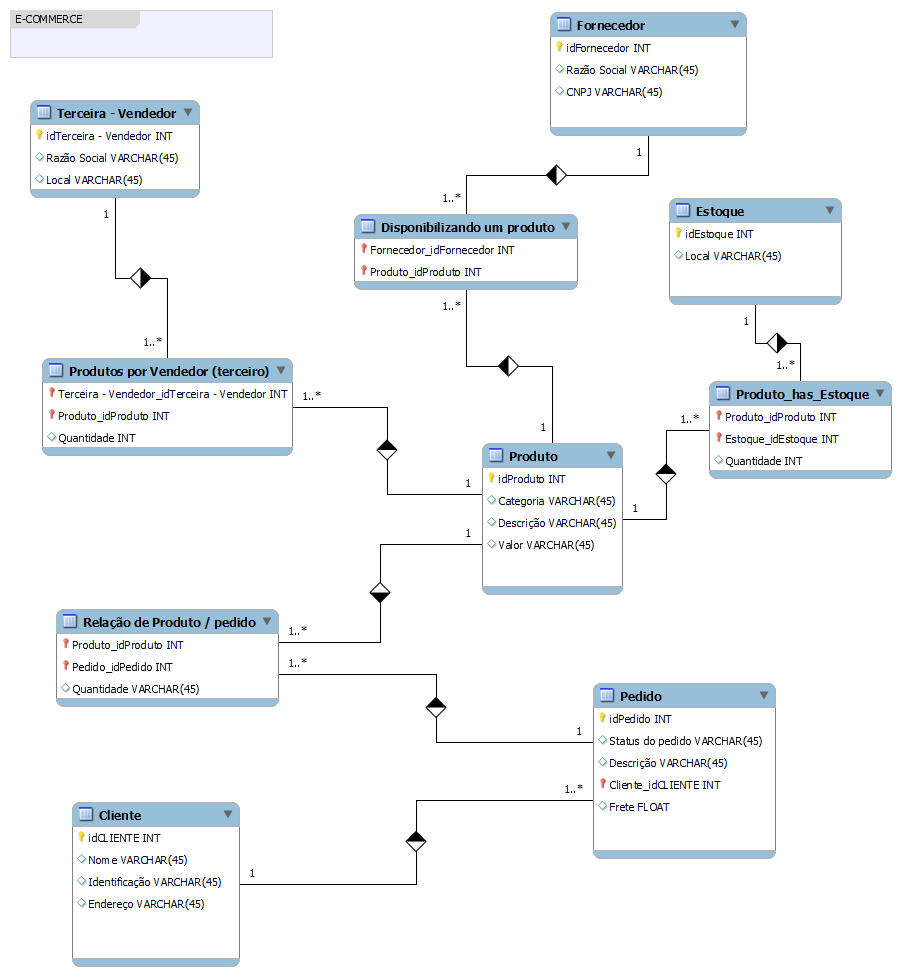 E-COMMERCE
Fornecedor
idFornecedor INT
Razão Social VARCHAR(45)
CNPJ VARCHAR(45)
1
1..*
Terceira - Vendedor
idTerceira - Vendedor INT
Razão Social VARCHAR(45)
Local VARCHAR(45)
1
1..*
Disponibilizando um produto
Fornecedor_idFornecedor INT
Produto_idProduto INT
1..*
1
Estoque
idEstoque INT
Local VARCHAR(45)
1
1..*
Produtos por Vendedor (terceiro)
Terceira - Vendedor_idTerceira - Vendedor INT
Produto_idProduto INT
Quantidade INT
1..*
1
Produto_has_Estoque
Produto_idProduto INT
Estoque_idEstoque INT
Quantidade INT
1..*
1
Produto
idProduto INT
Categoria VARCHAR(45)
Descrição VARCHAR(45)
Valor VARCHAR(45)
1
1..*
Relação de Produto / pedido
Produto_idProduto INT
Pedido_idPedido INT
Quantidade VARCHAR(45)
1..*
1
Pedido
idPedido INT
Status do pedido VARCHAR(45)
Descrição VARCHAR(45)
Cliente_idCLIENTE INT
Frete FLOAT
1..*
1
Cliente
idCLIENTE INT
Nome VARCHAR(45)
Identificação VARCHAR(45)
Endereço VARCHAR(45)